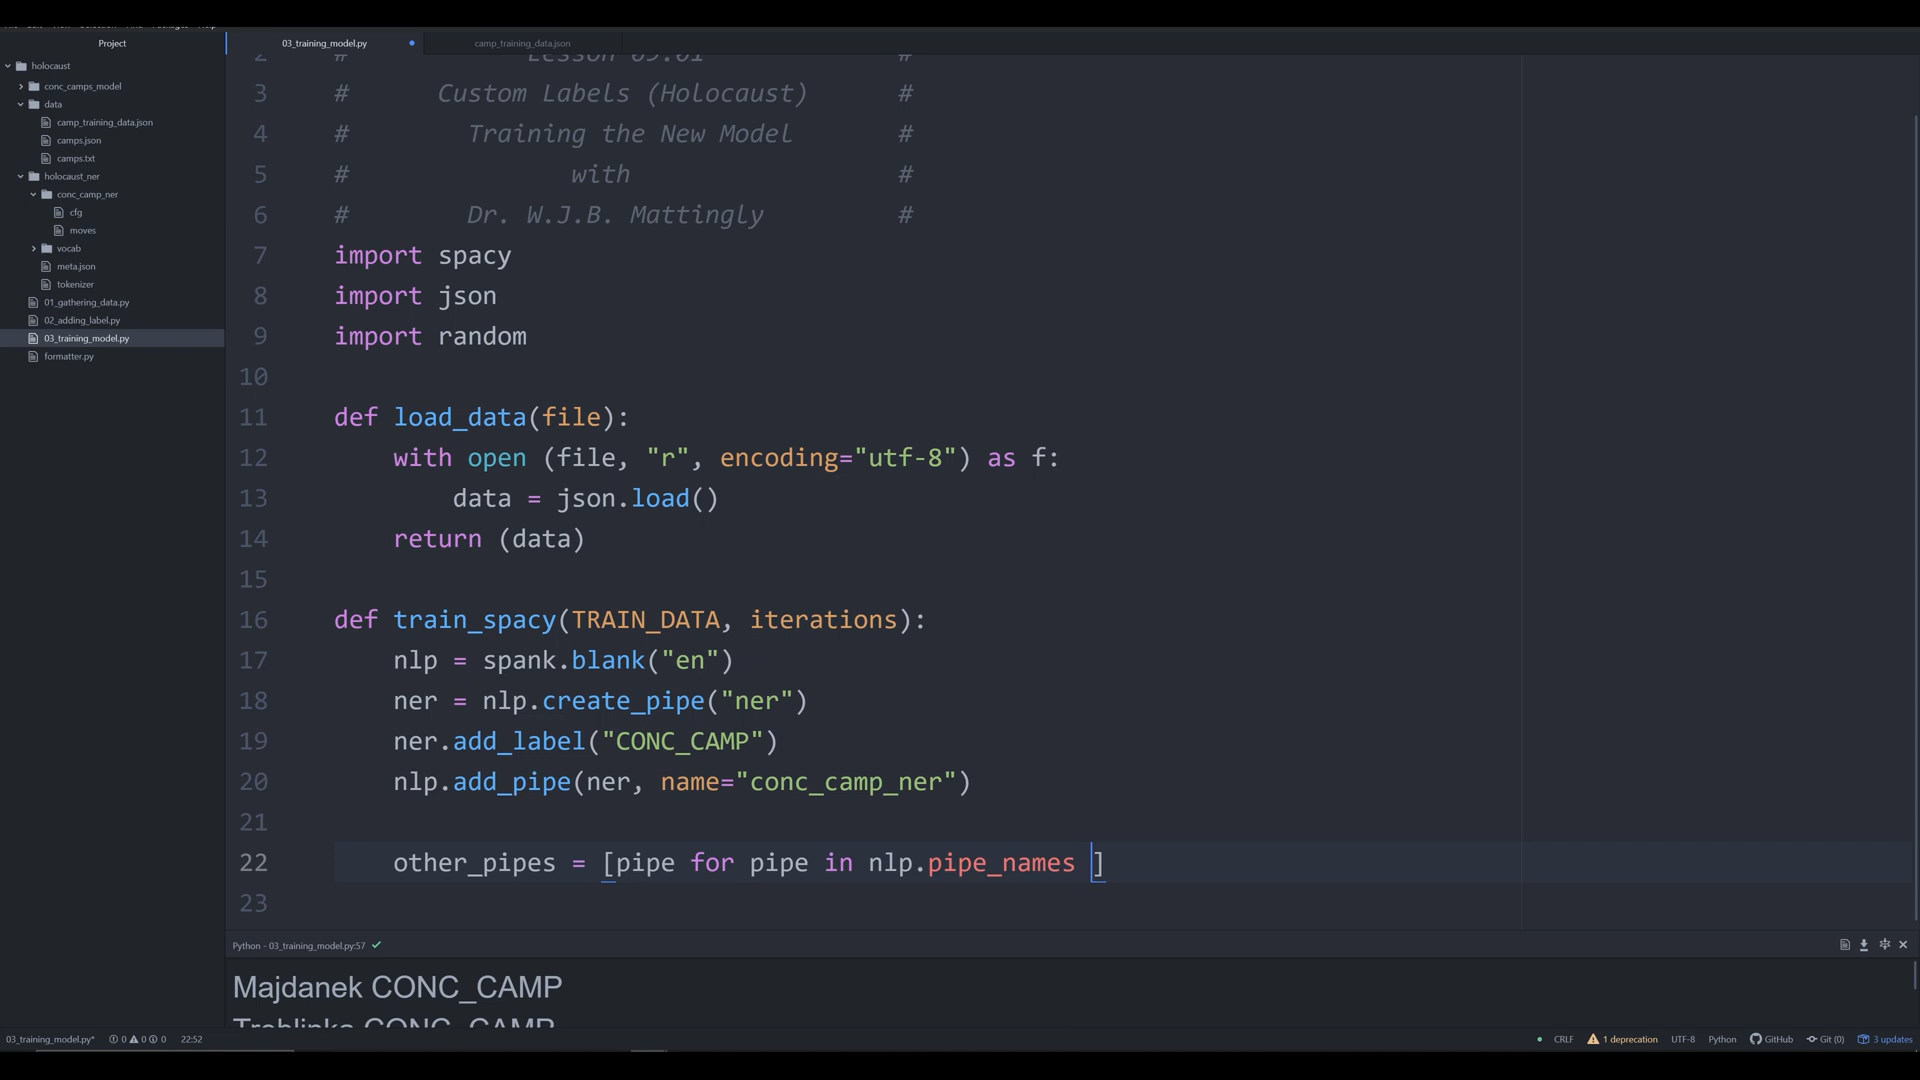 Project
03_training_model.py
camp_training_data.json
holocaust
conc_camps_model
data
camp_training_data.json
camps.json
camps.txt
holocaust_ner
conc_camp_ner
cfg
moves
vocab
meta.json
tokenizer
01_gathering_data.py
02_adding_label.py
03_training_model.py
formatter.py
2 # Lesson 09.01 #
3 # Custom Labels (Holocaust) #
4 # Training the New Model #
5 # with #
6 # Dr. W.J.B. Mattingly #
7 import spacy
8 import json
9 import random
10
11 def load_data(file):
12 with open (file, "r", encoding="utf-8") as f:
13 data = json.load()
14 return (data)
15
16 def train_spacy(TRAIN_DATA, iterations):
17 nlp = spank.blank("en")
18 ner = nlp.create_pipe("ner")
19 ner.add_label("CONC_CAMP")
20 nlp.add_pipe(ner, name="conc_camp_ner")
21
22 other_pipes = [pipe for pipe in nlp.pipe_names ]
23
Python - 03_training_model.py:57
Majdanek CONC_CAMP
Treblinka CONC_CAMP
03_training_model.py* 0 0 0 22:52
CRLF 1 deprecation UTF-8 Python GitHub Git (0) 3 updates